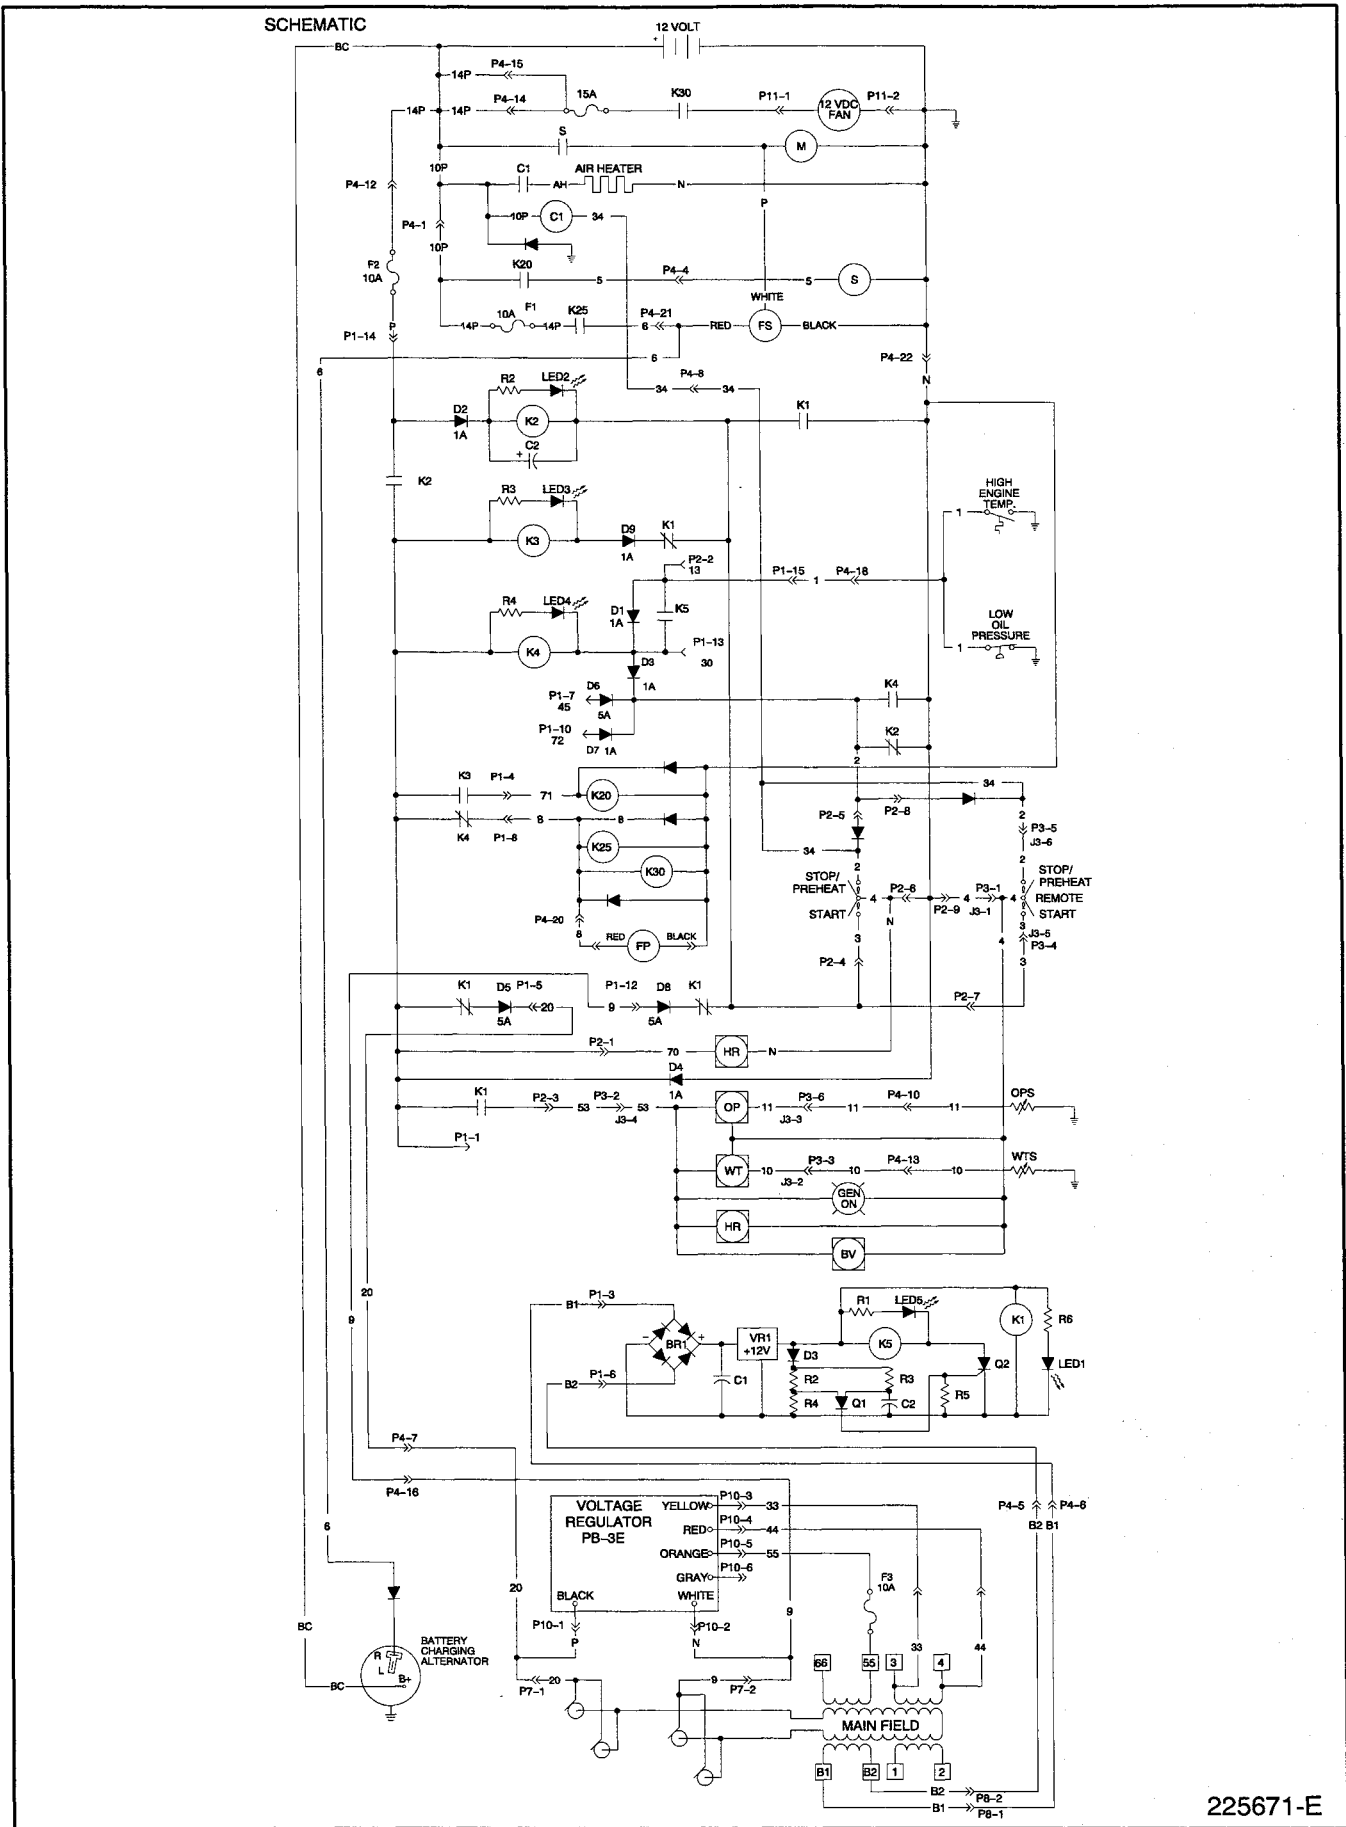 SCHEMATIC
12 VOLT
+
BC
P4-15
14P
15A
K30
P11-1
12 VDC FAN
P11-2
14P
14P
P4-14
S
M
10P
C1
AIR HEATER
P4-12
AH
N
P
10P
C1
34
P4-1
10P
F2
10A
K20
P4-4
5
5
S
WHITE
10A
F1
K25
P4-21
14P
14P
6
RED
FS
BLACK
P
P1-14
6
6
P4-22
N
R2
LED2
P4-8
34
34
D2
1A
K2
K1
+
C2
K2
R3
LED3
HIGH
ENGINE
TEMP.
1
K3
D9
1A
K1
P2-2
13
P1-15
1
P4-18
R4
LED4
D1
1A
K5
LOW
OIL
PRESSURE
1
K4
P1-13
30
D3
1A
P1-7
45
D6
5A
K4
P1-10
72
D7 1A
K2
2
K3
P1-4
71
K20
34
P2-5
P2-8
2
P3-5
J3-6
K4
P1-8
8
8
K25
K30
34
2
2
STOP/
PREHEAT
START
4
P2-6
P2-9
4
P3-1
J3-1
4
STOP/
PREHEAT
REMOTE
START
N
P4-20
8
RED
FP
BLACK
3
P2-4
4
3
J3-5
P3-4
3
K1
D5
5A
P1-5
20
P1-12
9
D8
5A
K1
P2-7
P2-1
70
HR
N
D4
1A
K1
P2-3
53
P3-2
J3-4
53
OP
11
P3-6
J3-3
11
P4-10
11
OPS
P1-1
WT
10
P3-3
J3-2
10
P4-13
10
WTS
GEN
ON
HR
BV
20
9
B1
P1-3
R1
LED5
K1
R6
BR1
-
+
VR1
+12V
K5
D3
Q2
LED1
B2
P1-6
C1
R2
R3
R4
Q1
C2
R5
P4-7
P4-16
P4-5
P4-6
B2 B1
VOLTAGE
REGULATOR
PB-3E
YELLOW
P10-3
33
RED
P10-4
44
ORANGE
P10-5
55
GRAY
P10-6
6
BLACK
WHITE
F3
10A
20
9
P10-1
P
P10-2
N
33
44
BC
BATTERY
CHARGING
ALTERNATOR
R
L
B+
BC
P7-1
20
9
P7-2
66
55
3
4
MAIN FIELD
B1
B2
1
2
B2
P8-2
B1
P8-1
225671-E